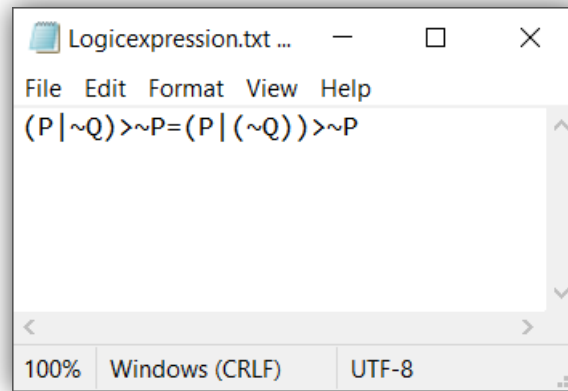 Logicexpression.txt ...
File Edit Format View Help
(P|~Q)>~P=(P|(~Q))>~P
100% Windows (CRLF) UTF-8